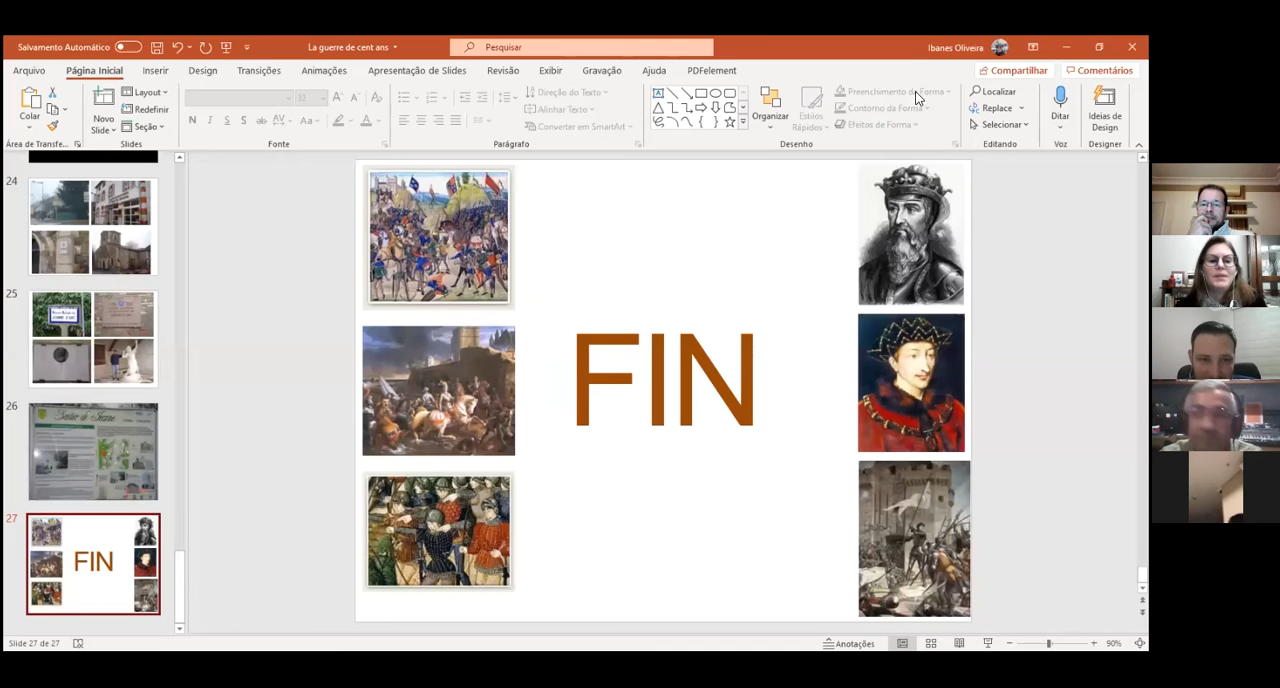 Salvamento Automático
La guerre de cent ans
Pesquisar
Ibanes Oliveira
Arquivo Página Inicial Inserir Design Transições Animações Apresentação de Slides Revisão Exibir Gravação Ajuda PDFelement
Compartilhar Comentários
Colar
Novo Slide
Layout
Redefinir
Seção
32
N I S S ab AV Aa A
Direção do Texto
Alinhar Texto
Converter em SmartArt
Organizar
Estilos Rápidos
Preenchimento da Forma
Contorno da Forma
Efeitos de Forma
Localizar
Replace
Selecionar
Ditar
Ideias de Design
Área de Transfe... Slides Fonte Parágrafo Desenho Editando Voz Designer
24
25
26
27
FIN
FIN
Slide 27 de 27
Anotações
90%